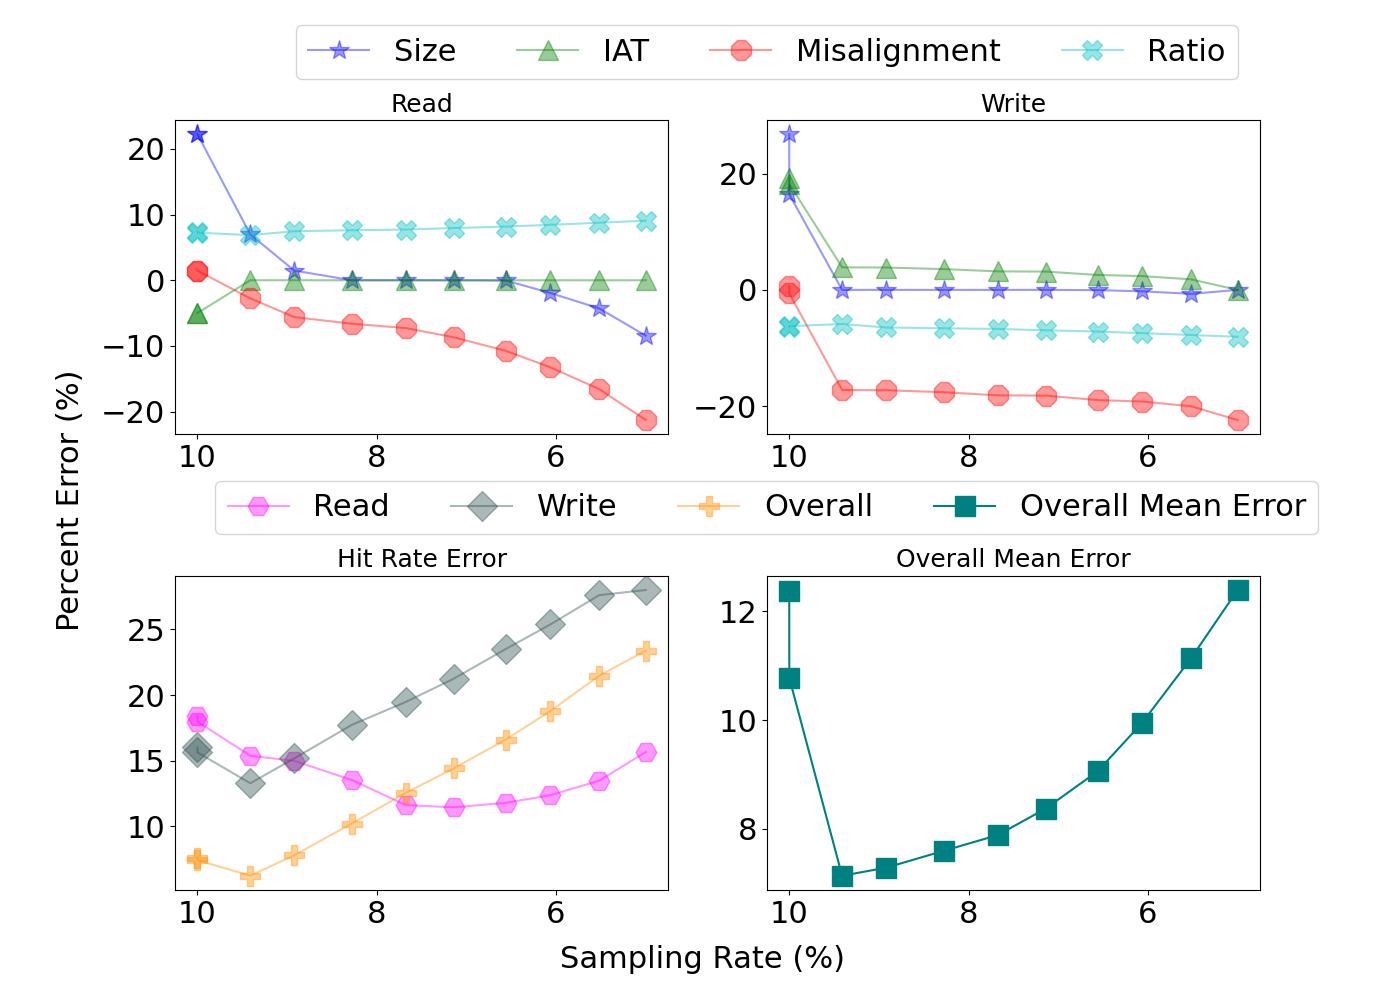 Size IAT Misalignment Ratio
Read Write
20 10 0 −10 −20
20 0 −20
10 8 6
10 8 6
Percent Error (%)
Read Write Overall Overall Mean Error
Hit Rate Error Overall Mean Error
25 20 15 10
12 10 8
10 8 6
10 8 6
Sampling Rate (%)